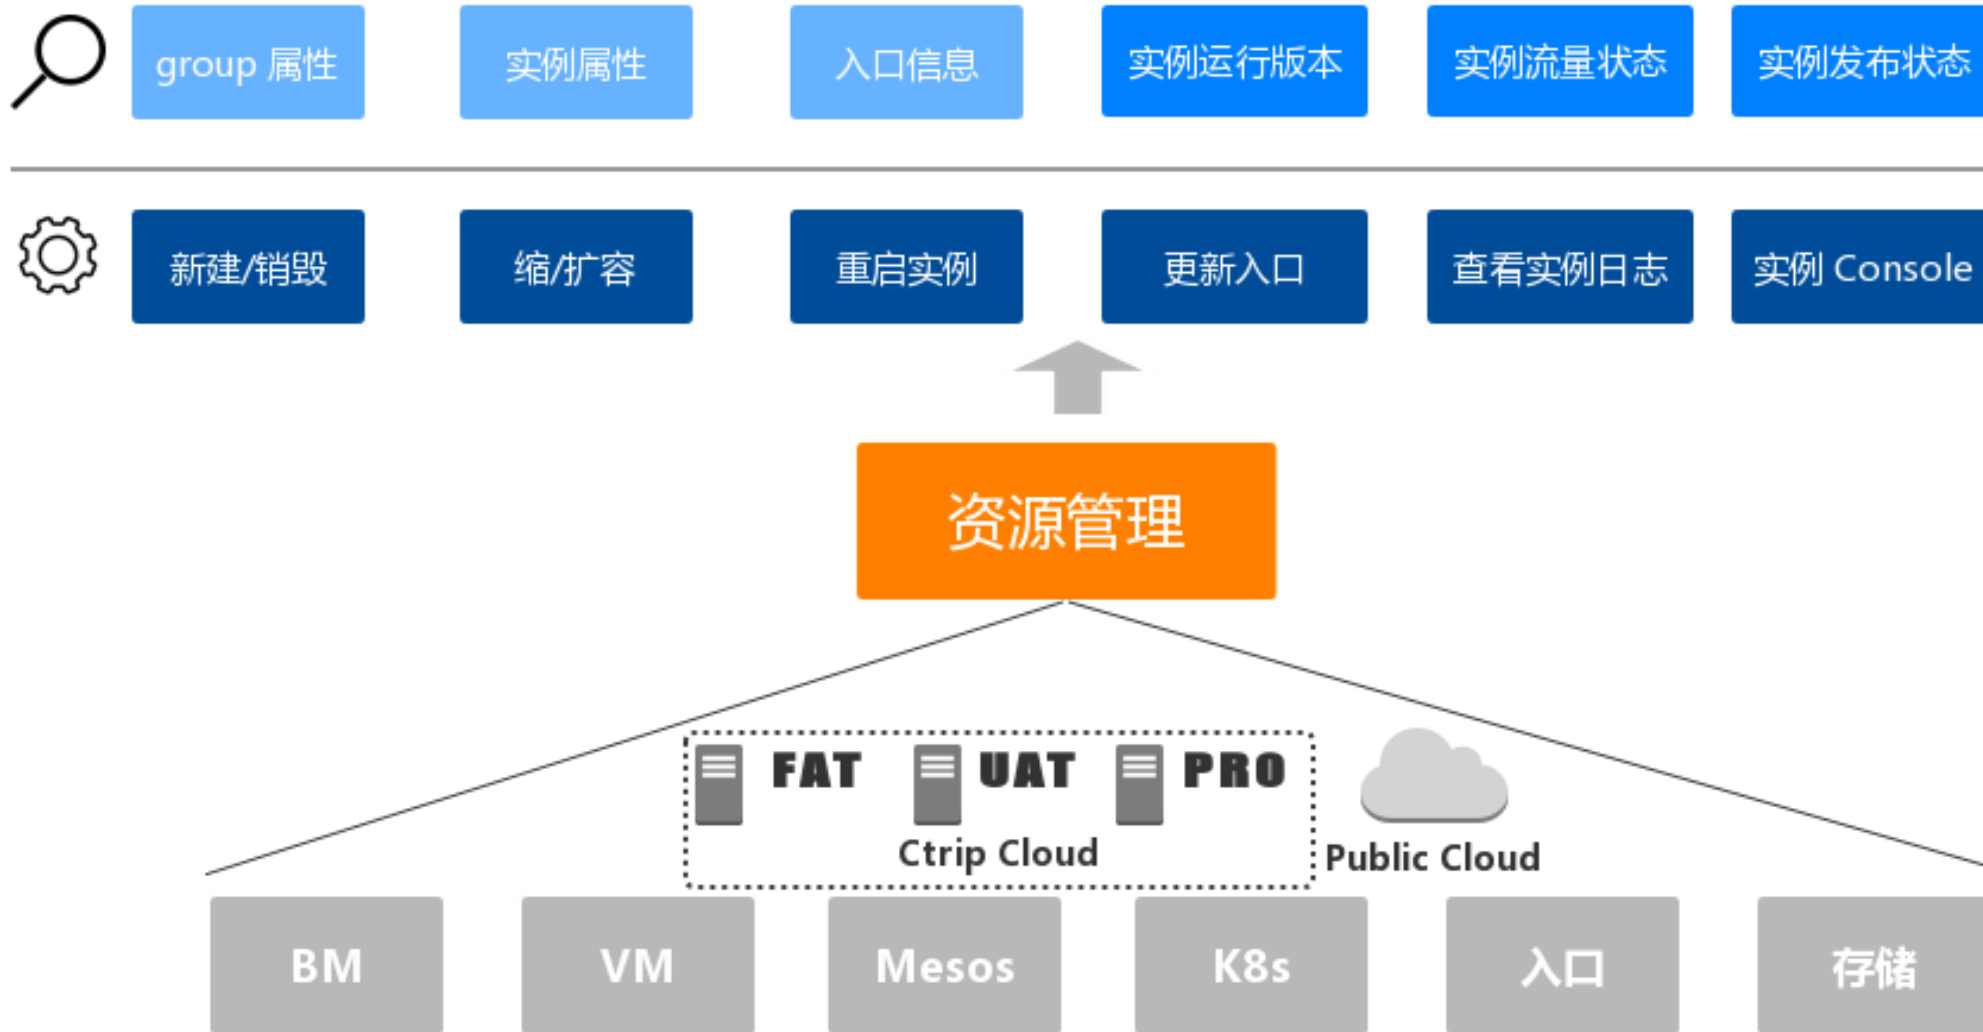 group 属性
实例属性
入口信息
实例运行版本
实例流量状态
实例发布状态
新建/销毁
缩/扩容
重启实例
更新入口
查看实例日志
实例 Console
资源管理
FAT
UAT
PRO
Ctrip Cloud
Public Cloud
BM
VM
Mesos
K8s
入口
存储